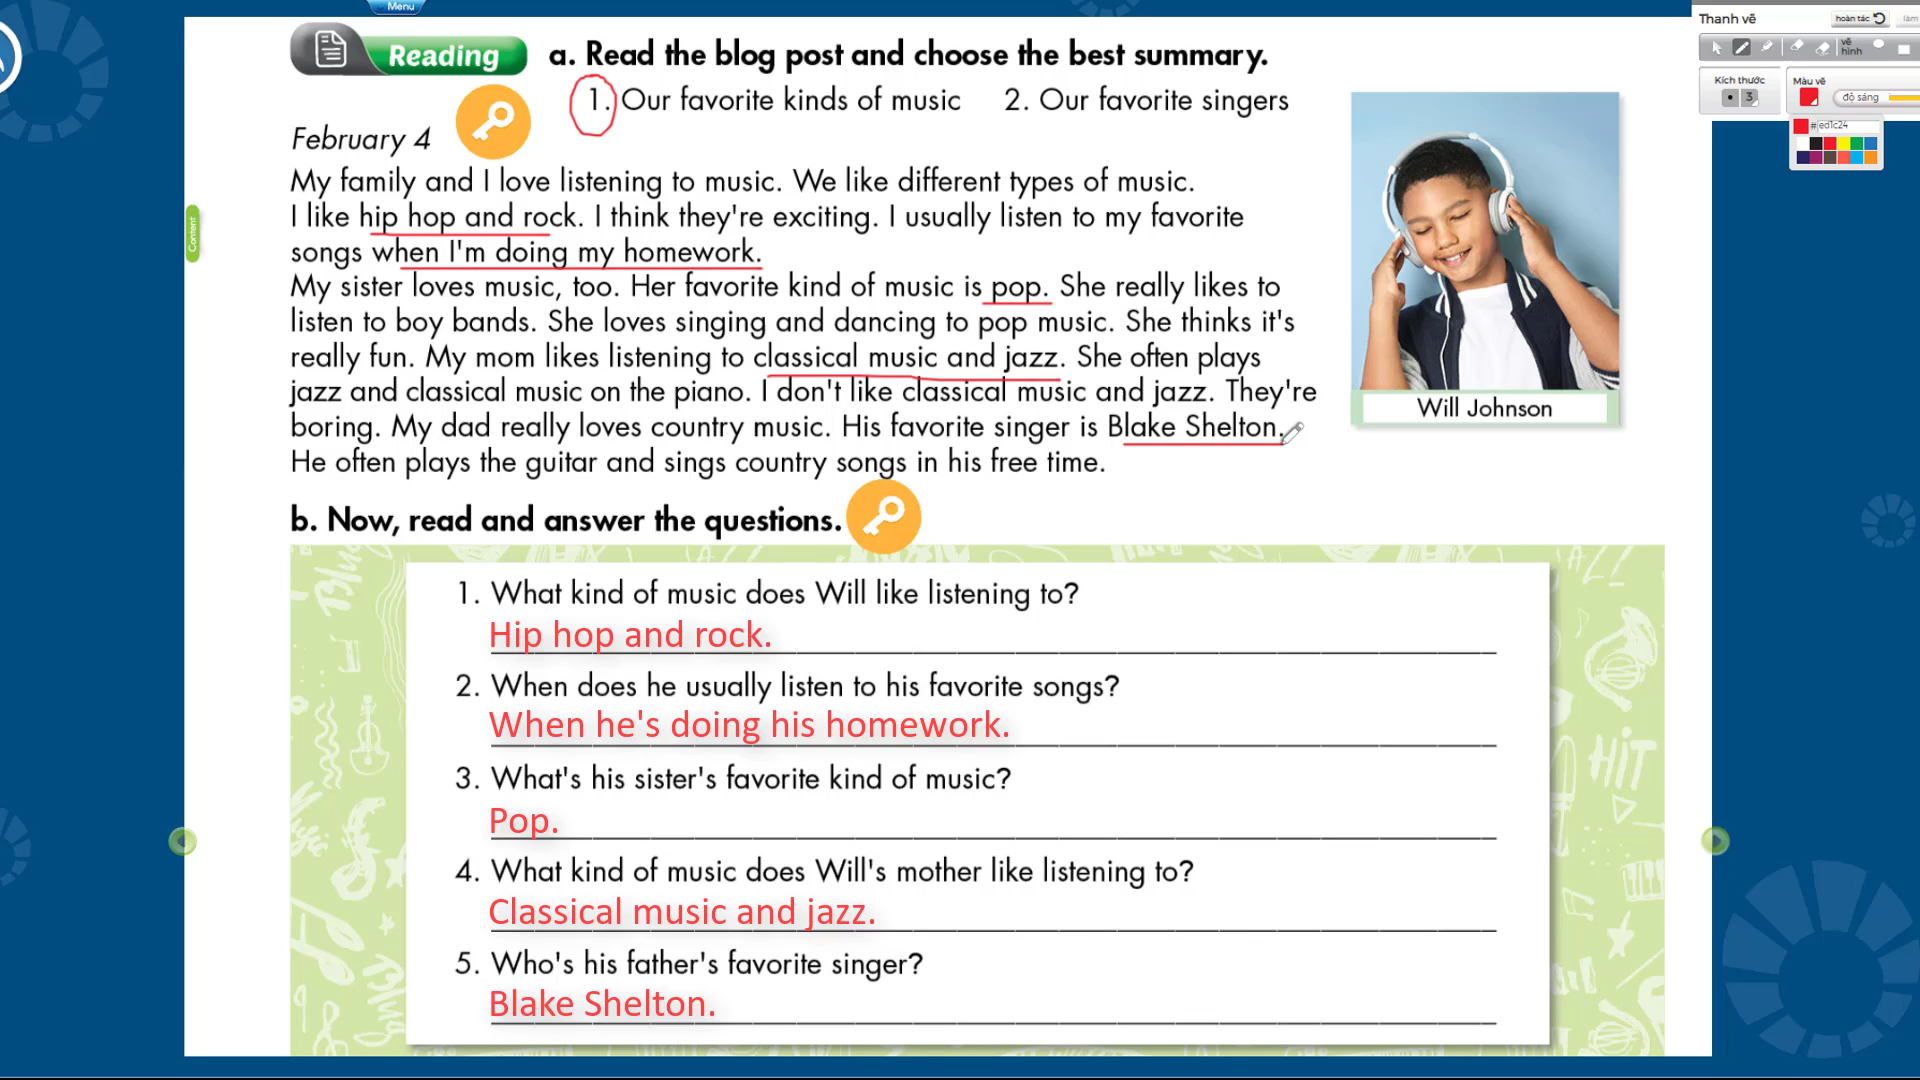 Menu
Thanh vẽ
hoàn tác
làm
vẽ hình
Kích thước
3
Màu vẽ
độ sáng
#ed1c24
Content
Reading
a. Read the blog post and choose the best summary.
1. Our favorite kinds of music 2. Our favorite singers
February 4
My family and I love listening to music. We like different types of music.
I like hip hop and rock. I think they're exciting. I usually listen to my favorite
songs when I'm doing my homework.
My sister loves music, too. Her favorite kind of music is pop. She really likes to
listen to boy bands. She loves singing and dancing to pop music. She thinks it's
really fun. My mom likes listening to classical music and jazz. She often plays
jazz and classical music on the piano. I don't like classical music and jazz. They're
boring. My dad really loves country music. His favorite singer is Blake Shelton.
He often plays the guitar and sings country songs in his free time.
Will Johnson
b. Now, read and answer the questions.
1. What kind of music does Will like listening to?
Hip hop and rock.
2. When does he usually listen to his favorite songs?
When he's doing his homework.
3. What's his sister's favorite kind of music?
Pop.
4. What kind of music does Will's mother like listening to?
Classical music and jazz.
5. Who's his father's favorite singer?
Blake Shelton.
HIT